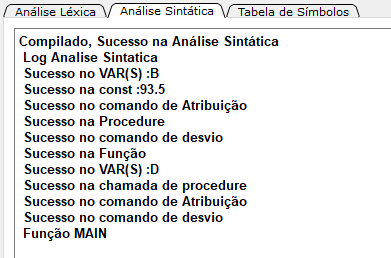 Análise Léxica Análise Sintática Tabela de Símbolos
Compilado, Sucesso na Análise Sintática
Log Analise Sintatica
Sucesso no VAR(S) :B
Sucesso na const :93.5
Sucesso no comando de Atribuição
Sucesso na Procedure
Sucesso no comando de desvio
Sucesso na Função
Sucesso no VAR(S) :D
Sucesso na chamada de procedure
Sucesso no comando de Atribuição
Sucesso no comando de desvio
Função MAIN